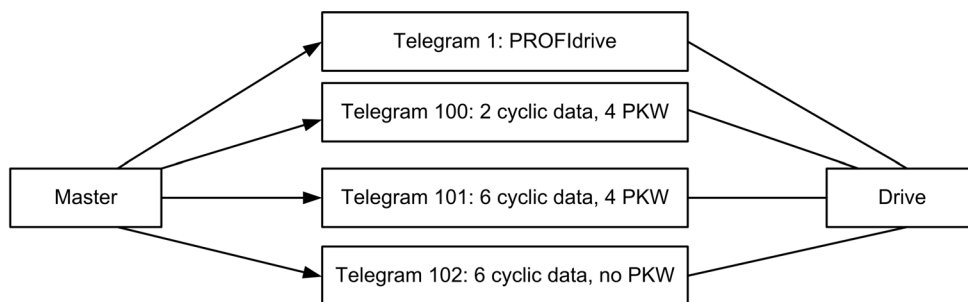 Telegram 1: PROFIdrive
Telegram 100: 2 cyclic data, 4 PKW
Master
Telegram 101: 6 cyclic data, 4 PKW
Drive
Telegram 102: 6 cyclic data, no PKW